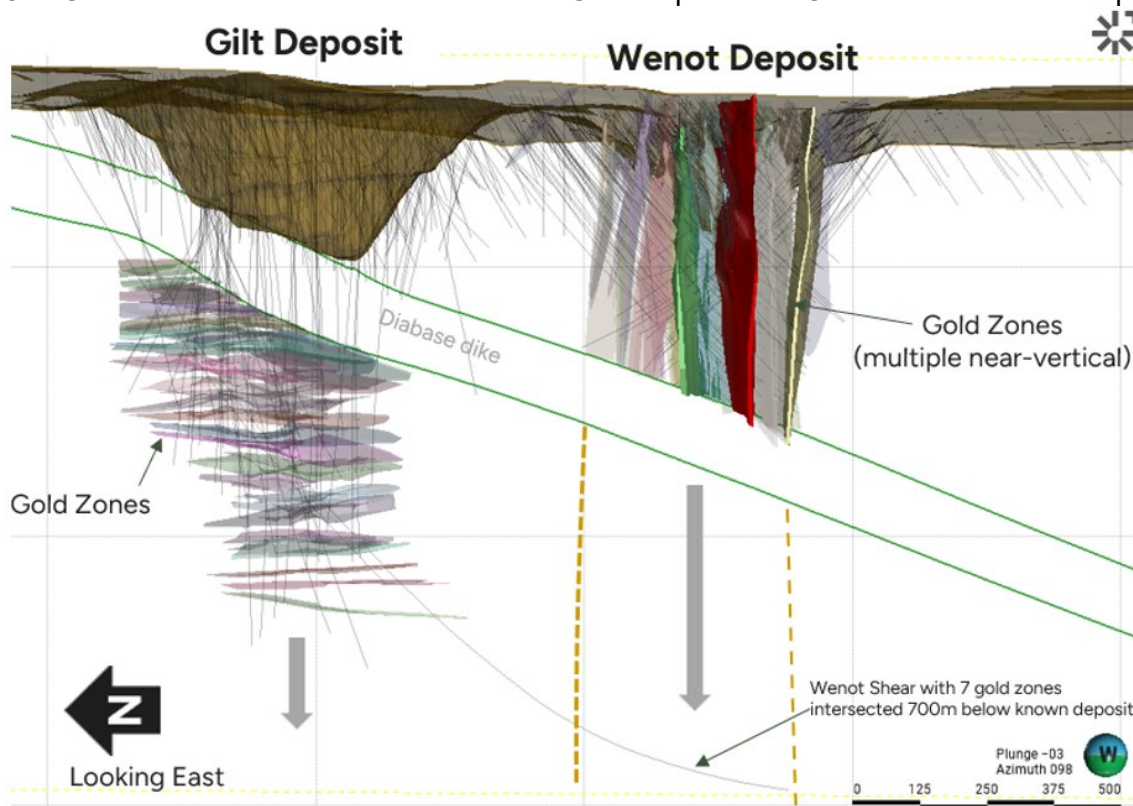 Gilt Deposit
Wenot Deposit
Diabase dike
Gold Zones
(multiple near-vertical)
Gold Zones
Wenot Shear with 7 gold zones
intersected 700m below known deposit
N
Looking East
Plunge -03
Azimuth 098
W
0 125 250 375 500